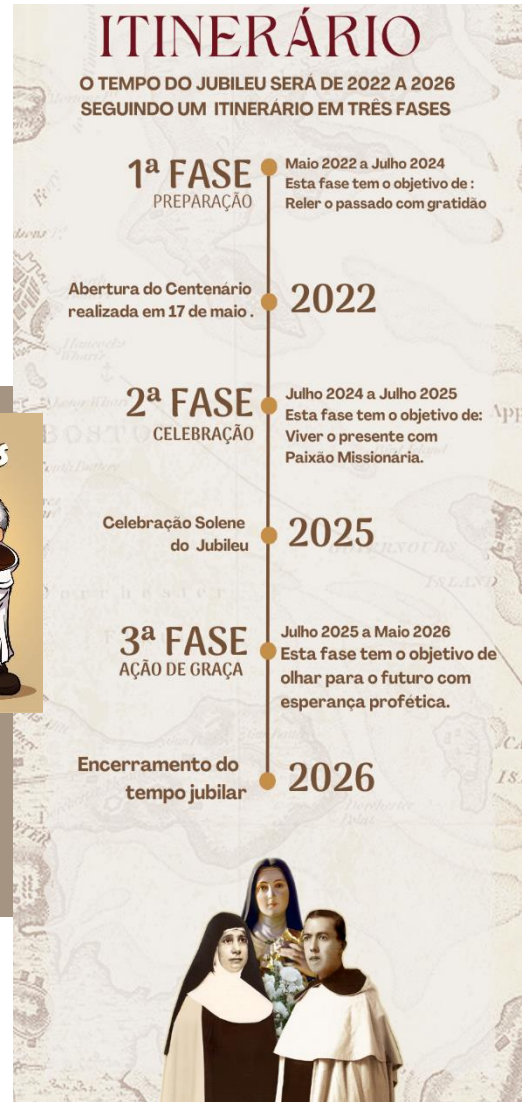 ITINERÁRIO
O TEMPO DO JUBILEU SERÁ DE 2022 A 2026
SEGUINDO UM ITINERÁRIO EM TRÊS FASES
1ª FASE
PREPARAÇÃO
Maio 2022 a Julho 2024
Esta fase tem o objetivo de :
Reler o passado com gratidão
Abertura do Centenário
realizada em 17 de maio .
2022
2ª FASE
CELEBRAÇÃO
Julho 2024 a Julho 2025
Esta fase tem o objetivo de:
Viver o presente com
Paixão Missionária.
Celebração Solene
do Jubileu
2025
3ª FASE
AÇÃO DE GRAÇA
Julho 2025 a Maio 2026
Esta fase tem o objetivo de
olhar para o futuro com
esperança profética.
Encerramento do
tempo jubilar
2026